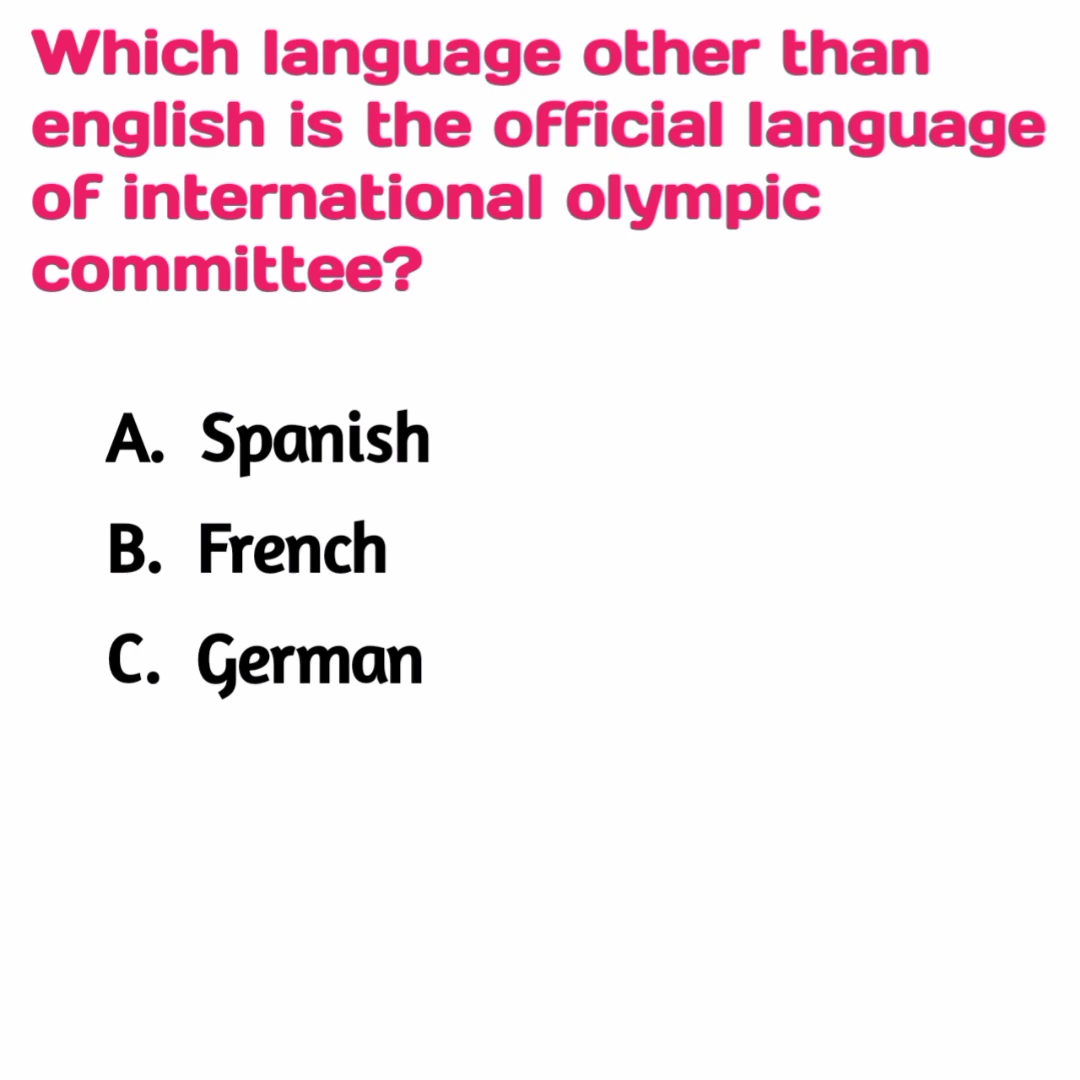 Which language other than
english is the official language
of international olympic
committee?
A. Spanish
B. French
C. German